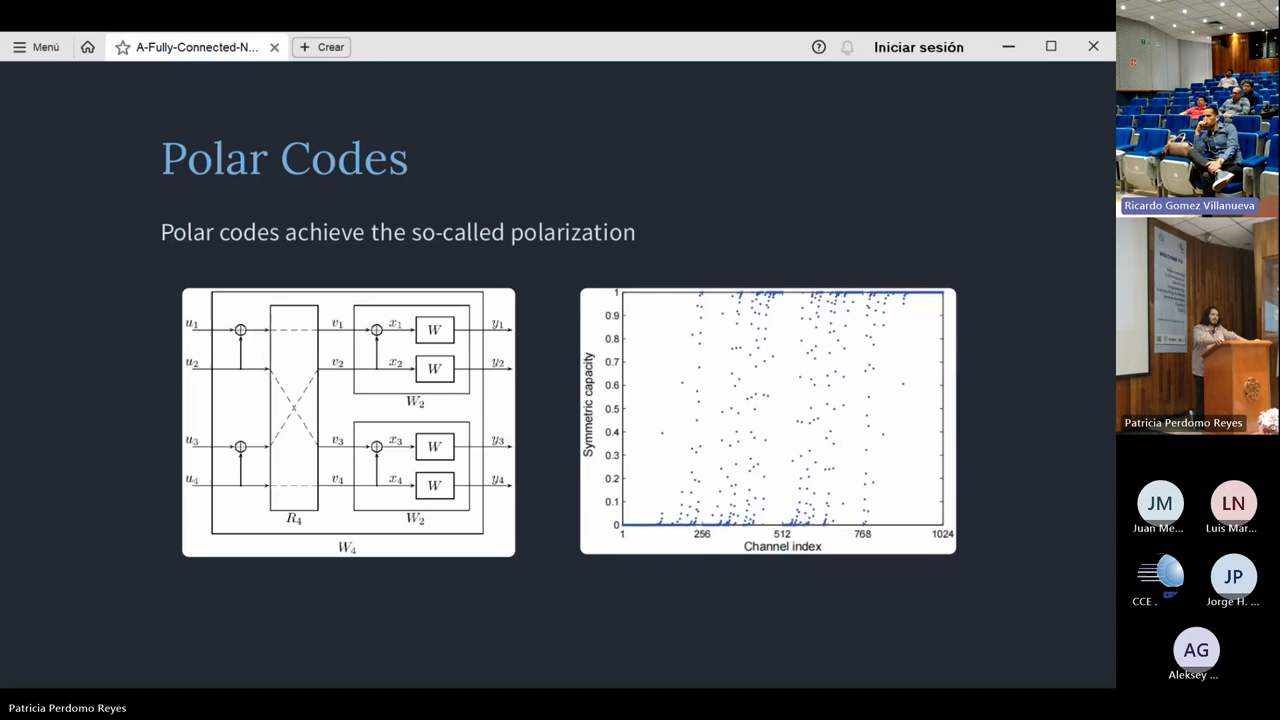 Menú
A-Fully-Connected-N...
Crear
Iniciar sesión
Polar Codes
Polar codes achieve the so-called polarization
u1
u2
u3
u4
R4
v1
v2
v3
v4
x1
x2
x3
x4
W
W
W
W
W2
W2
y1
y2
y3
y4
W4
Symmetric capacity
1
0.9
0.8
0.7
0.6
0.5
0.4
0.3
0.2
0.1
0
1 256 512 768 1024
Channel index
Ricardo Gomez Villanueva
Patricia Perdomo Reyes
JM
Juan Me...
LN
Luis Mar...
CCE .
JP
Jorge H. ...
AG
Aleksey ...
Patricia Perdomo Reyes